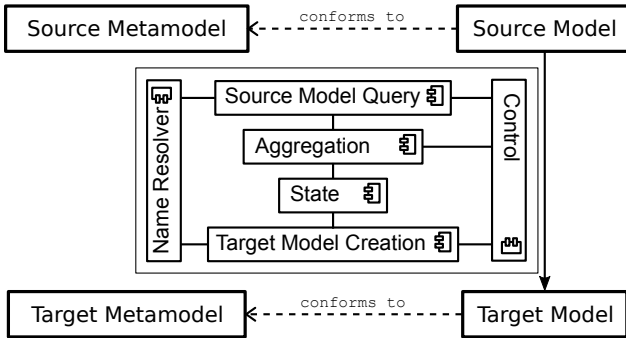 Source Metamodel
conforms to
Source Model
Name Resolver
Source Model Query
Control
Aggregation
State
Target Model Creation
Target Metamodel
conforms to
Target Model